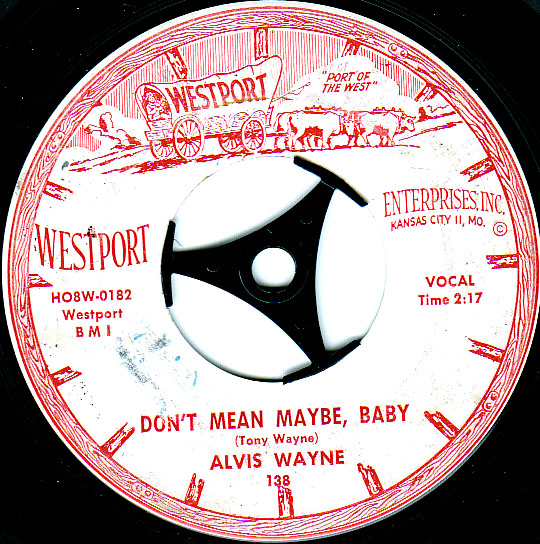 WESTPORT
"PORT OF
THE WEST"
WESTPORT
ENTERPRISES, INC.
KANSAS CITY 11, MO. ©
HO8W-0182
Westport
BMI
VOCAL
Time 2:17
DON'T MEAN MAYBE, BABY
(Tony Wayne)
ALVIS WAYNE
138